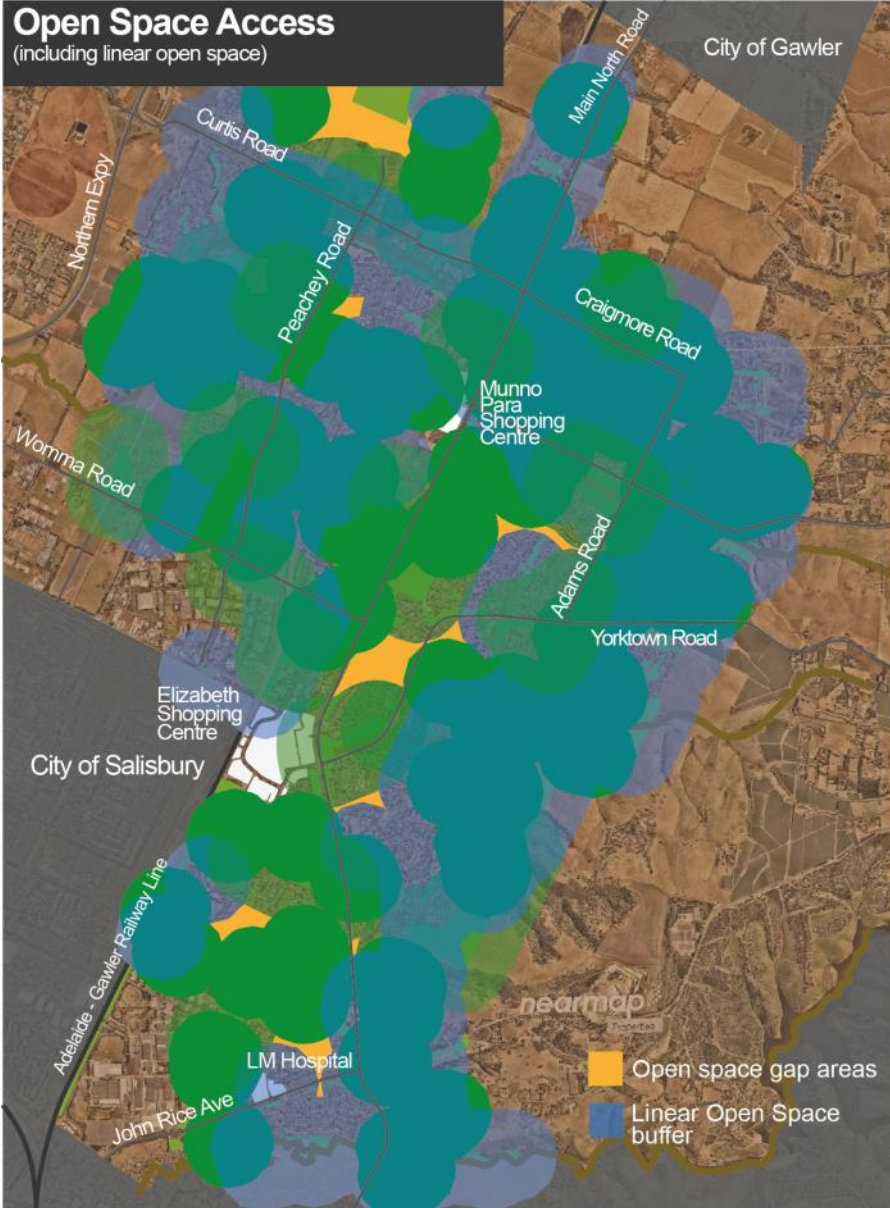 Open Space Access
(including linear open space)
City of Gawler
Main North Road
Curtis Road
Northern Expy
Peachey Road
Craigmore Road
Munno
Para
Shopping
Centre
Womma Road
Adams Road
Yorktown Road
Elizabeth
Shopping
Centre
City of Salisbury
Adelaide - Gawler Railway Line
nearmap
Properties
LM Hospital
Open space gap areas
Linear Open Space
buffer
John Rice Ave